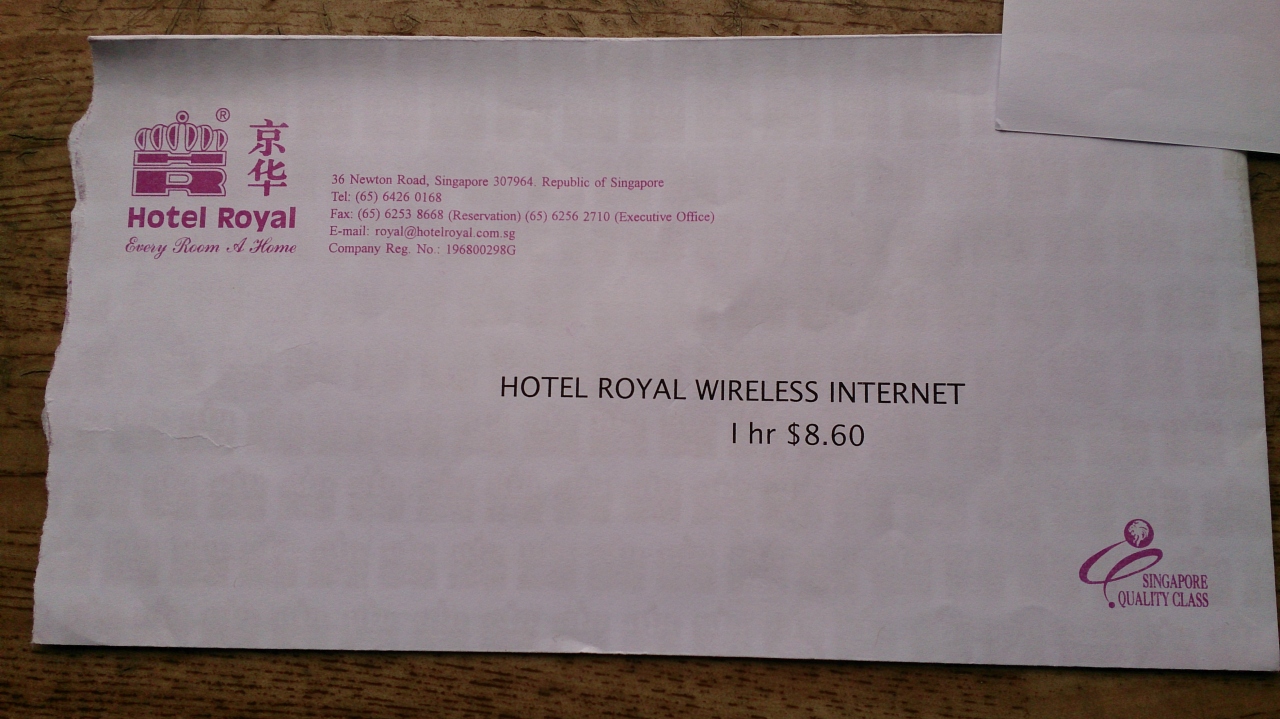 ®
京华
HR
Hotel Royal
Every Room A Home
36 Newton Road, Singapore 307964. Republic of Singapore
Tel: (65) 6426 0168
Fax: (65) 6253 8668 (Reservation) (65) 6256 2710 (Executive Office)
E-mail: royal@hotelroyal.com.sg
Company Reg. No.: 196800298G
HOTEL ROYAL WIRELESS INTERNET
1 hr $8.60
SINGAPORE
QUALITY CLASS